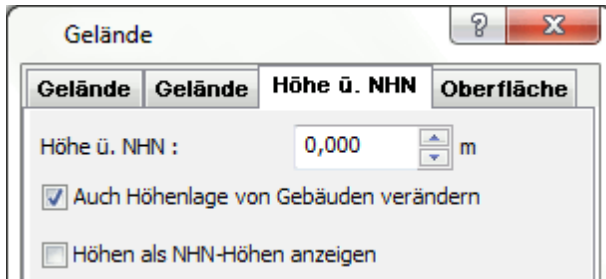 Gelände
Gelände Gelände Höhe ü. NHN Oberfläche
Höhe ü. NHN : 0,000 m
Auch Höhenlage von Gebäuden verändern
Höhen als NHN-Höhen anzeigen